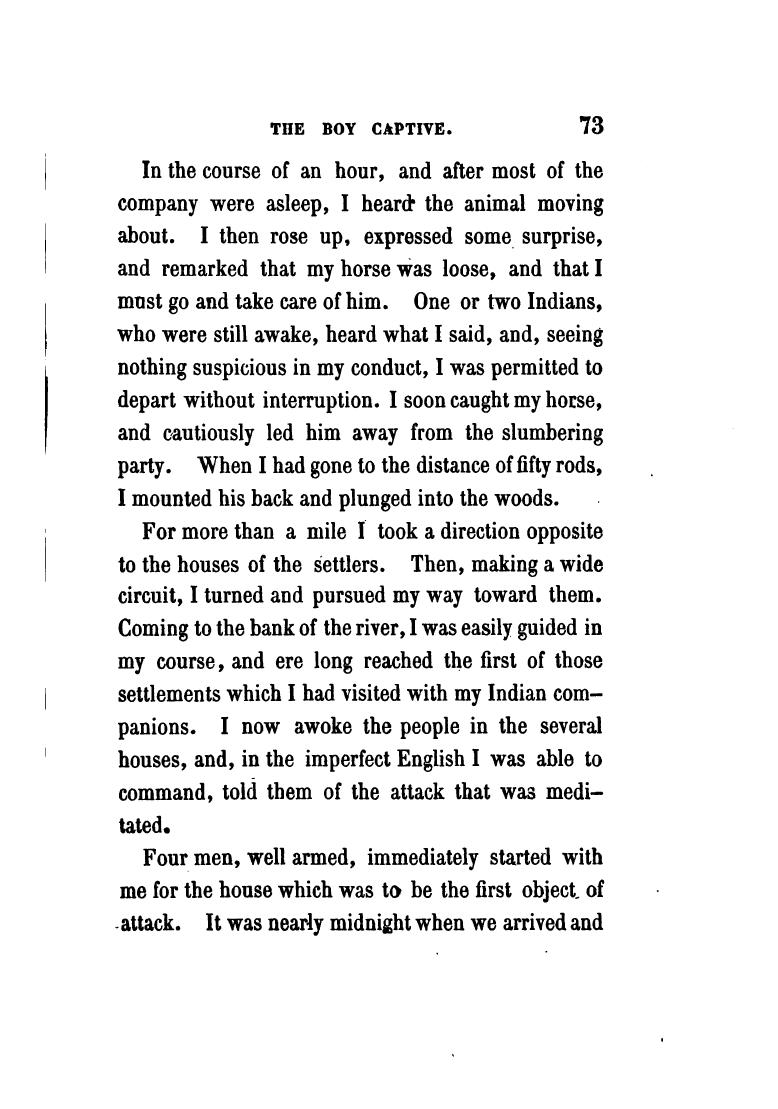 THE BOY CAPTIVE. 73
In the course of an hour, and after most of the
company were asleep, I heard the animal moving
about. I then rose up, expressed some surprise,
and remarked that my horse was loose, and that I
must go and take care of him. One or two Indians,
who were still awake, heard what I said, and, seeing
nothing suspicious in my conduct, I was permitted to
depart without interruption. I soon caught my horse,
and cautiously led him away from the slumbering
party. When I had gone to the distance of fifty rods,
I mounted his back and plunged into the woods.
For more than a mile I took a direction opposite
to the houses of the settlers. Then, making a wide
circuit, I turned and pursued my way toward them.
Coming to the bank of the river, I was easily guided in
my course, and ere long reached the first of those
settlements which I had visited with my Indian com-
panions. I now awoke the people in the several
houses, and, in the imperfect English I was able to
command, told them of the attack that was medi-
tated.
Four men, well armed, immediately started with
me for the house which was to be the first object of
attack. It was nearly midnight when we arrived and